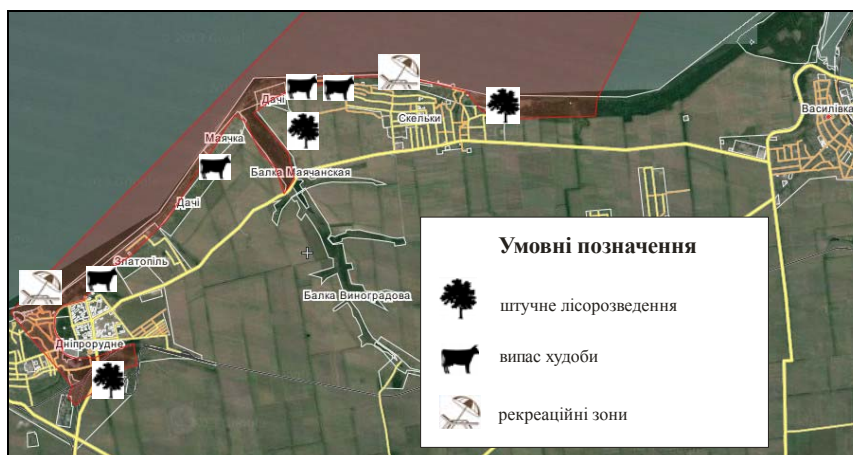 Дачі
Скельки
Василівка
Маячка
Балка Маячанская
Дачі
Златопіль
Балка Виноградова
Дніпрорудне
Умовні позначення
штучне лісорозведення
випас худоби
рекреаційні зони